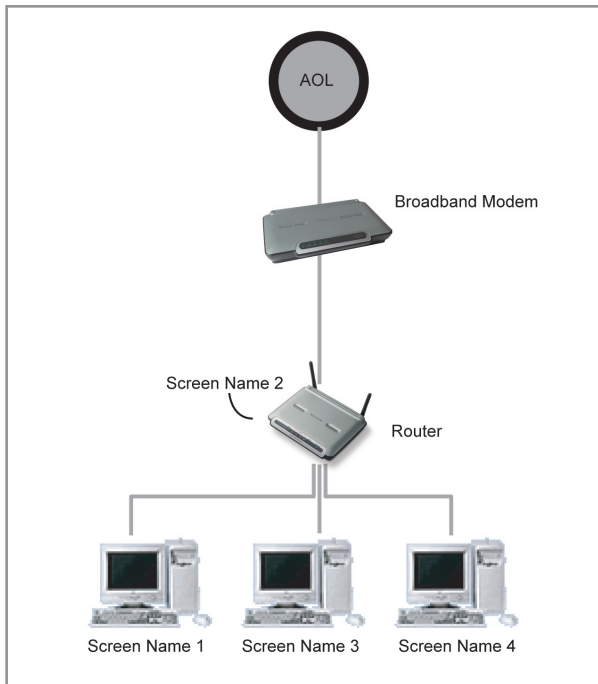 AOL
Broadband Modem
Screen Name 2
Router
Screen Name 1
Screen Name 3
Screen Name 4